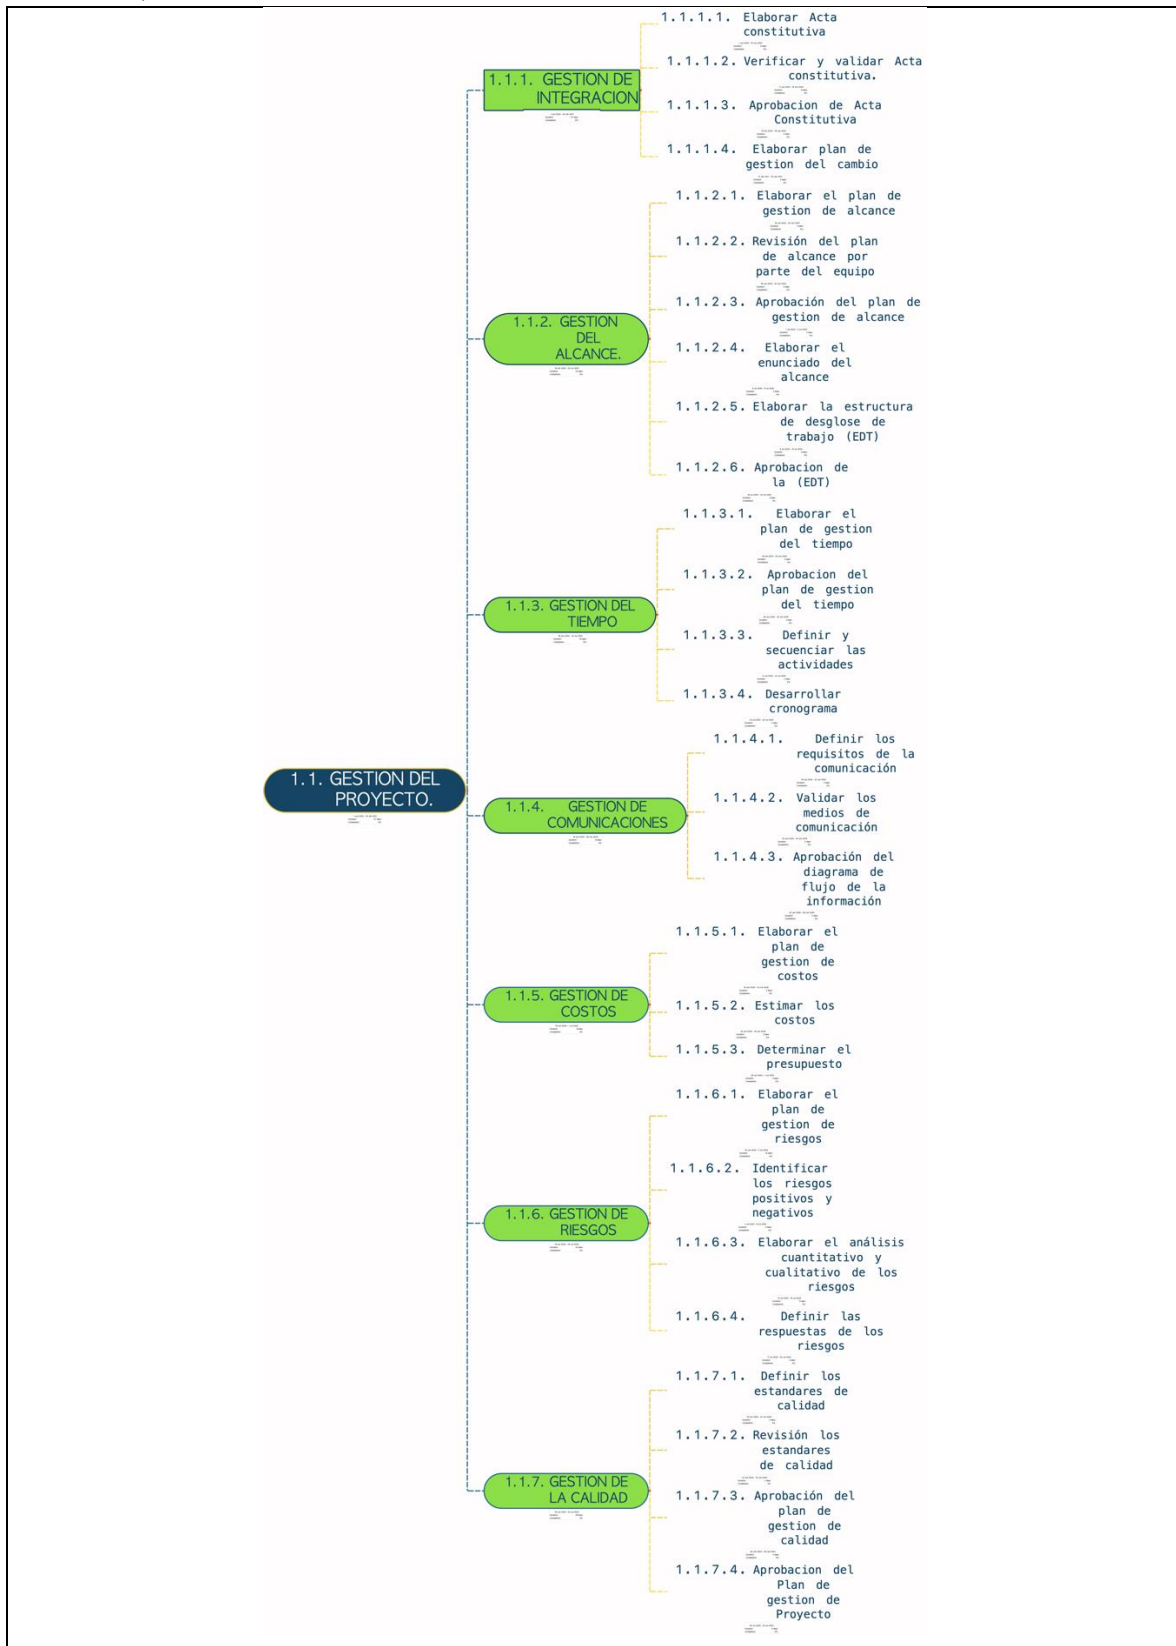 1.1. GESTION DEL
PROYECTO.
1.1.1. GESTION DE
INTEGRACION
1.1.1.1. Elaborar Acta
constitutiva
1.1.1.2. Verificar y validar Acta
constitutiva.
1.1.1.3. Aprobacion de Acta
Constitutiva
1.1.1.4. Elaborar plan de
gestion del cambio
1.1.2. GESTION
DEL
ALCANCE.
1.1.2.1. Elaborar el plan de
gestion de alcance
1.1.2.2. Revisión del plan
de alcance por
parte del equipo
1.1.2.3. Aprobación del plan de
gestion de alcance
1.1.2.4. Elaborar el
enunciado del
alcance
1.1.2.5. Elaborar la estructura
de desglose de
trabajo (EDT)
1.1.2.6. Aprobacion de
la (EDT)
1.1.3. GESTION DEL
TIEMPO
1.1.3.1. Elaborar el
plan de gestion
del tiempo
1.1.3.2. Aprobacion del
plan de gestion
del tiempo
1.1.3.3. Definir y
secuenciar las
actividades
1.1.3.4. Desarrollar
cronograma
1.1.4. GESTION DE
COMUNICACIONES
1.1.4.1. Definir los
requisitos de la
comunicación
1.1.4.2. Validar los
medios de
comunicación
1.1.4.3. Aprobación del
diagrama de
flujo de la
información
1.1.5. GESTION DE
COSTOS
1.1.5.1. Elaborar el
plan de
gestion de
costos
1.1.5.2. Estimar los
costos
1.1.5.3. Determinar el
presupuesto
1.1.6. GESTION DE
RIESGOS
1.1.6.1. Elaborar el
plan de
gestion de
riesgos
1.1.6.2. Identificar
los riesgos
positivos y
negativos
1.1.6.3. Elaborar el análisis
cuantitativo y
cualitativo de los
riesgos
1.1.6.4. Definir las
respuestas de los
riesgos
1.1.7. GESTION DE
LA CALIDAD
1.1.7.1. Definir los
estandares de
calidad
1.1.7.2. Revisión los
estandares
de calidad
1.1.7.3. Aprobación del
plan de
gestion de
calidad
1.1.7.4. Aprobacion del
Plan de
gestion de
Proyecto